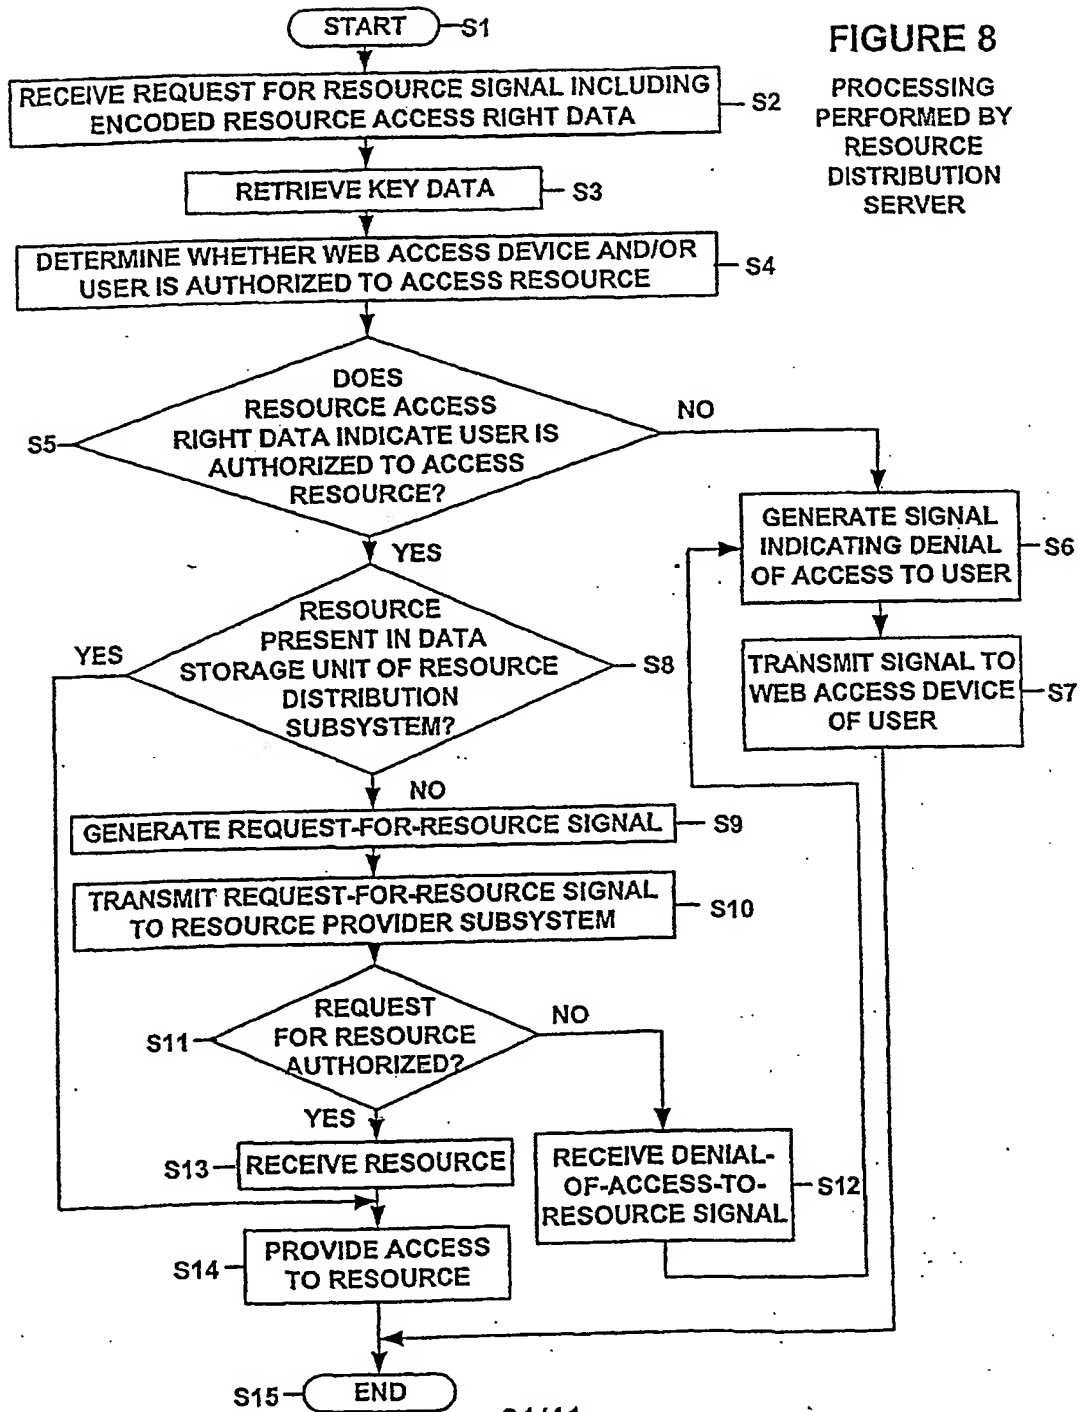 START
S1
FIGURE 8
PROCESSING
PERFORMED BY
RESOURCE
DISTRIBUTION
SERVER
RECEIVE REQUEST FOR RESOURCE SIGNAL INCLUDING
ENCODED RESOURCE ACCESS RIGHT DATA
S2
RETRIEVE KEY DATA
S3
DETERMINE WHETHER WEB ACCESS DEVICE AND/OR
USER IS AUTHORIZED TO ACCESS RESOURCE
S4
DOES
RESOURCE ACCESS
RIGHT DATA INDICATE USER IS
AUTHORIZED TO ACCESS
RESOURCE?
S5
NO
YES
GENERATE SIGNAL
INDICATING DENIAL
OF ACCESS TO USER
S6
TRANSMIT SIGNAL TO
WEB ACCESS DEVICE
OF USER
S7
RESOURCE
PRESENT IN DATA
STORAGE UNIT OF RESOURCE
DISTRIBUTION
SUBSYSTEM?
S8
YES
NO
GENERATE REQUEST-FOR-RESOURCE SIGNAL
S9
TRANSMIT REQUEST-FOR-RESOURCE SIGNAL
TO RESOURCE PROVIDER SUBSYSTEM
S10
REQUEST
FOR RESOURCE
AUTHORIZED?
S11
NO
YES
RECEIVE DENIAL-
OF-ACCESS-TO-
RESOURCE SIGNAL
S12
S13
RECEIVE RESOURCE
S14
PROVIDE ACCESS
TO RESOURCE
S15
END